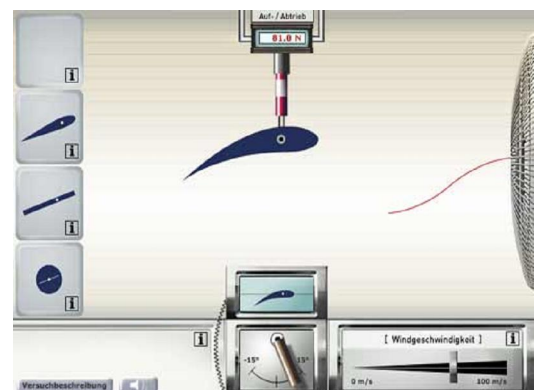 Auf- / Abtrieb
81.0 N
i
i
i
i
i
-15°
15°
[ Windgeschwindigkeit ]
i
0 m/s
100 m/s
Versuchbeschreibung